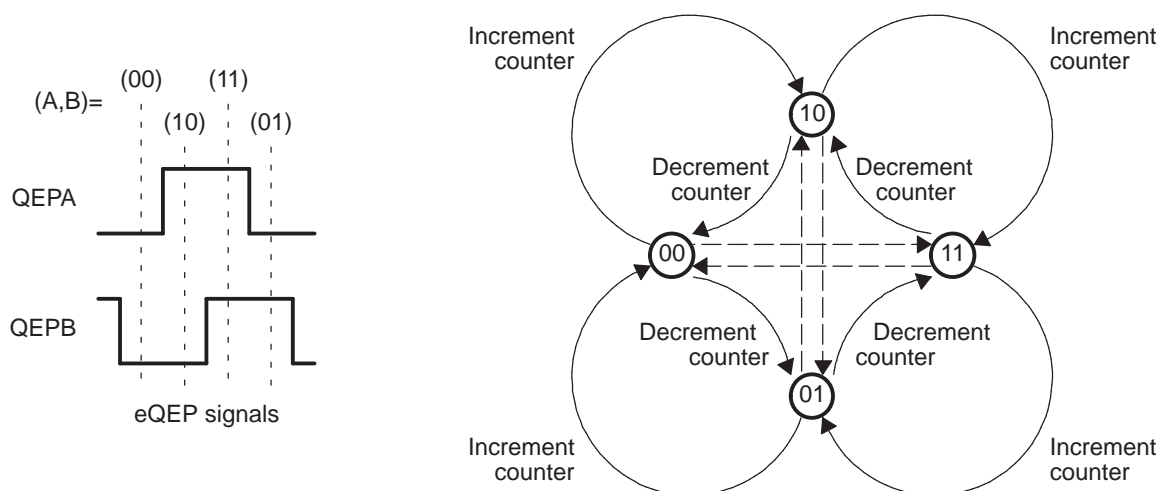 (A,B)=
(00)
(11)
(10)
(01)
QEPA
QEPB
eQEP signals
Increment
counter
Increment
counter
10
Decrement
counter
Decrement
counter
00
11
Decrement
counter
Decrement
counter
01
Increment
counter
Increment
counter